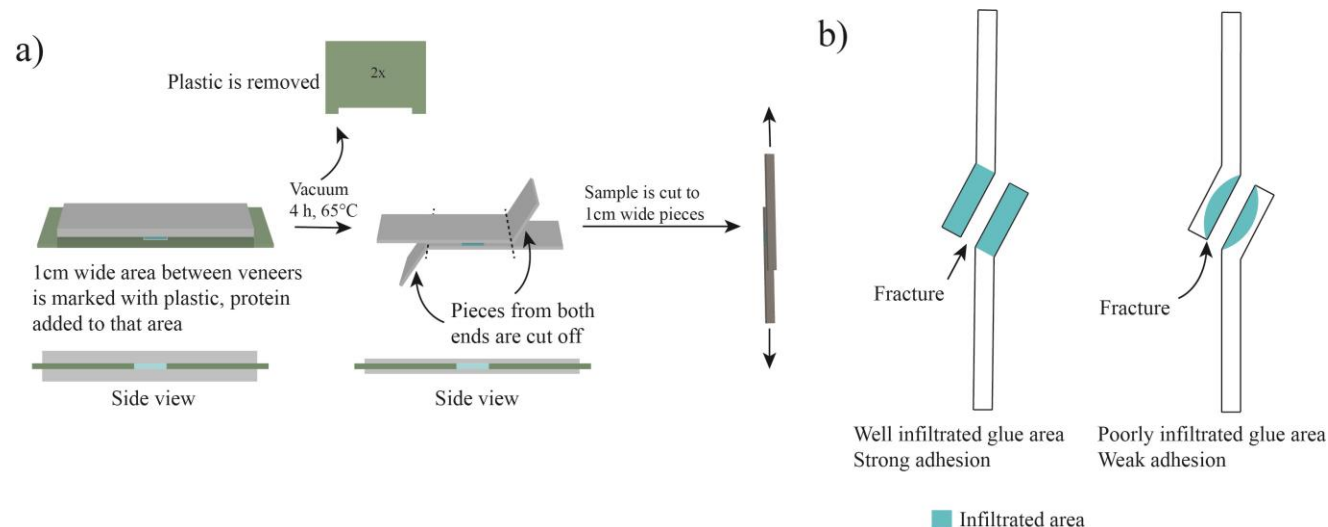 a)
Plastic is removed
2x
Vacuum
4 h, 65°C
Sample is cut to
1cm wide pieces
1cm wide area between veneers
is marked with plastic, protein
added to that area
Pieces from both
ends are cut off
Side view
Side view
b)
Fracture
Fracture
Well infiltrated glue area
Strong adhesion
Poorly infiltrated glue area
Weak adhesion
Infiltrated area